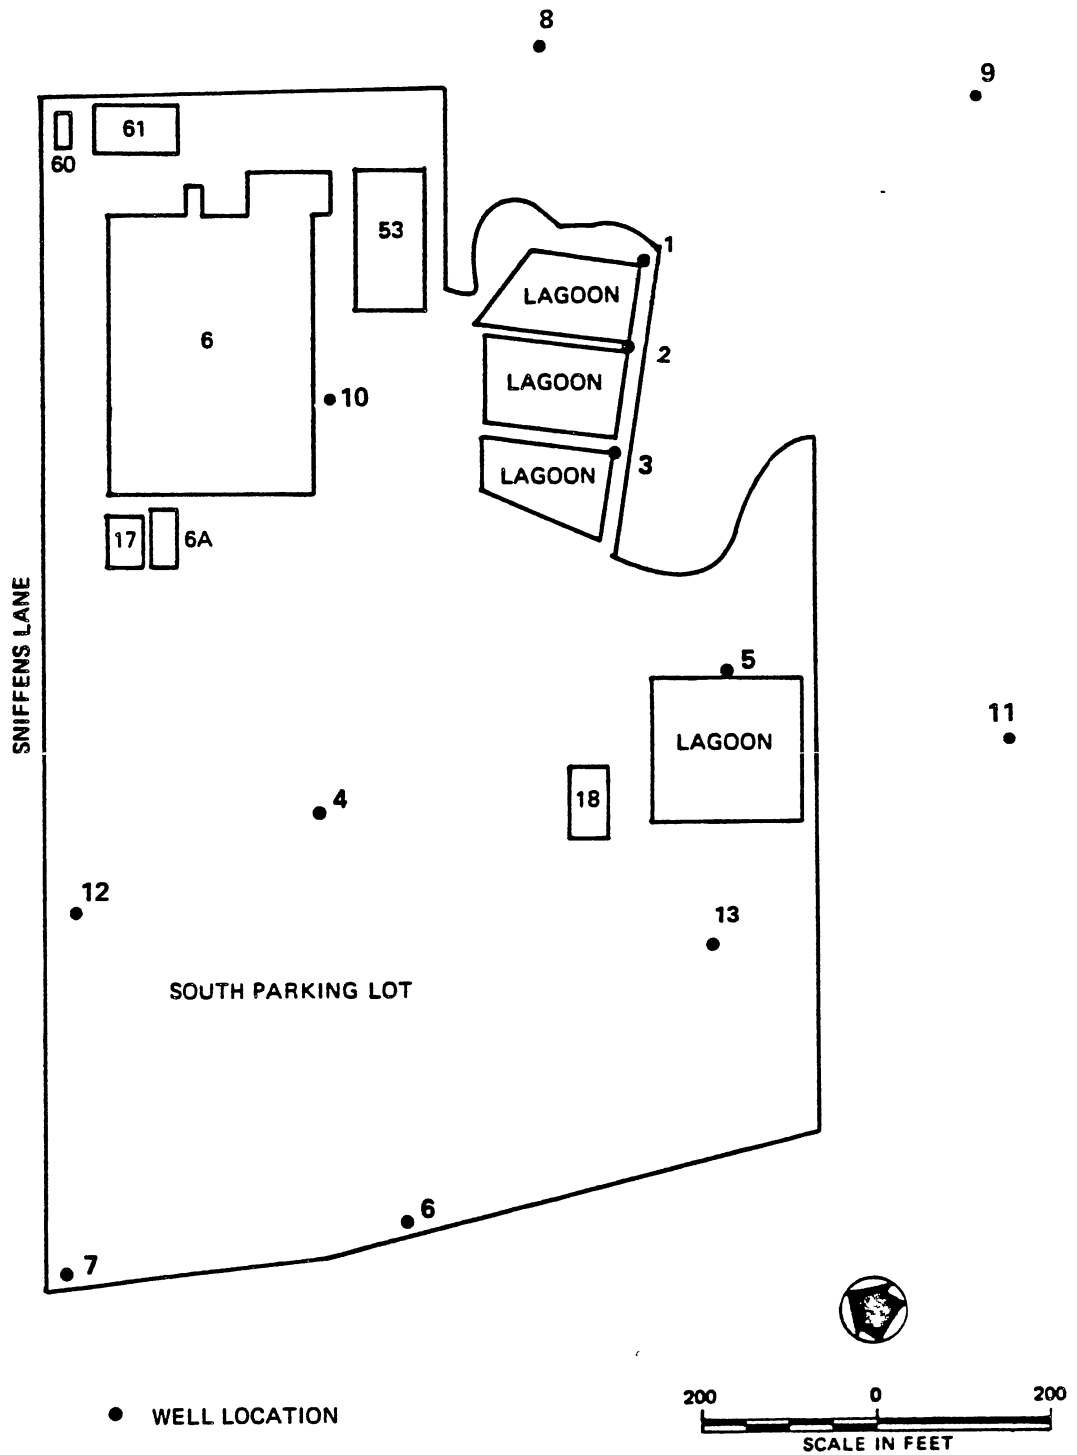 8
9
61
60
53
1
LAGOON
6
2
LAGOON
10
3
LAGOON
17
6A
SNIFFENS LANE
5
11
LAGOON
18
4
12
13
SOUTH PARKING LOT
6
7
200 0 200
WELL LOCATION
SCALE IN FEET